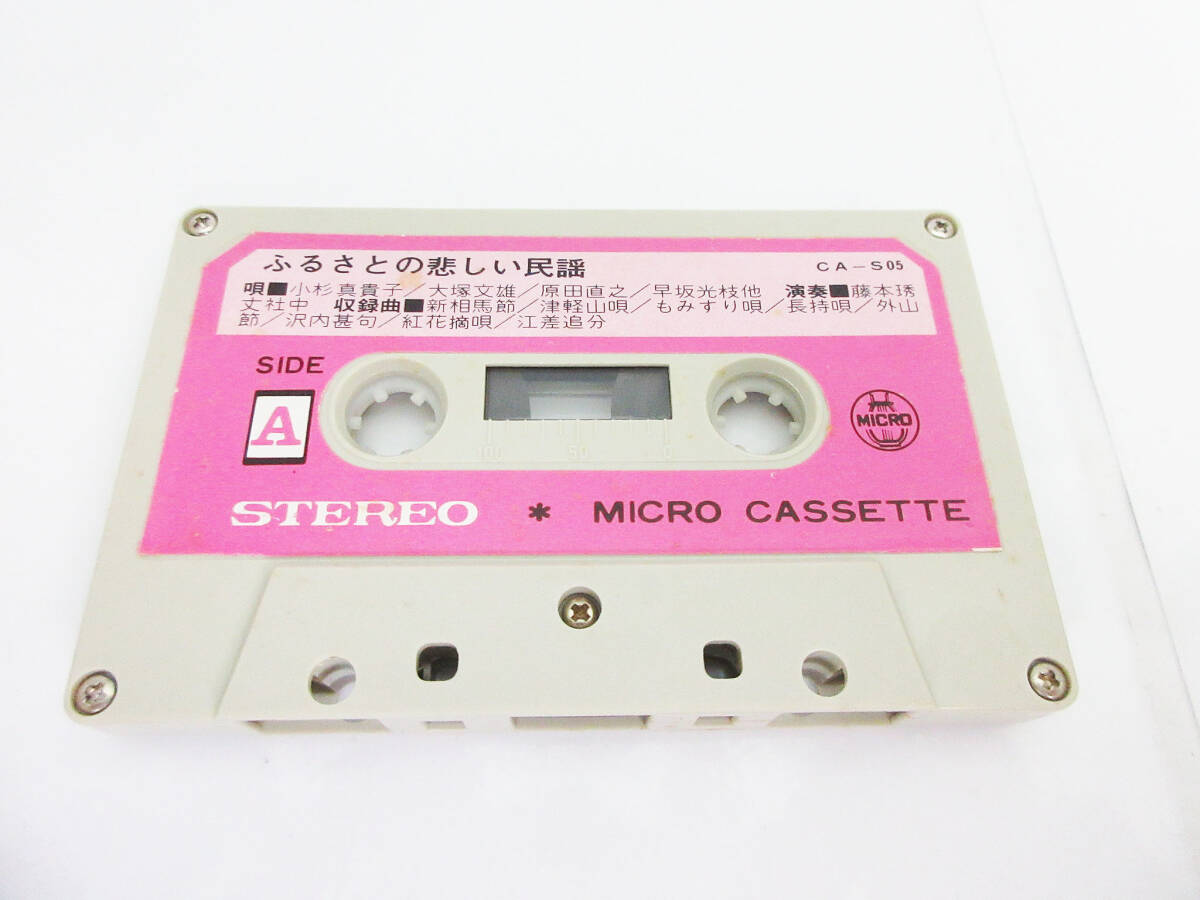 ふるさとの悲しい民謡
CA-S05
唄■小杉真貴子/大塚文雄/原田直之/早坂光枝他 演奏■藤本琇
丈社中 収録曲■新相馬節/津軽山唄/もみすり唄/長持唄/外山
節/沢内甚句/紅花摘唄/江差追分
SIDE
A
MICRO
100 50 0
STEREO * MICRO CASSETTE